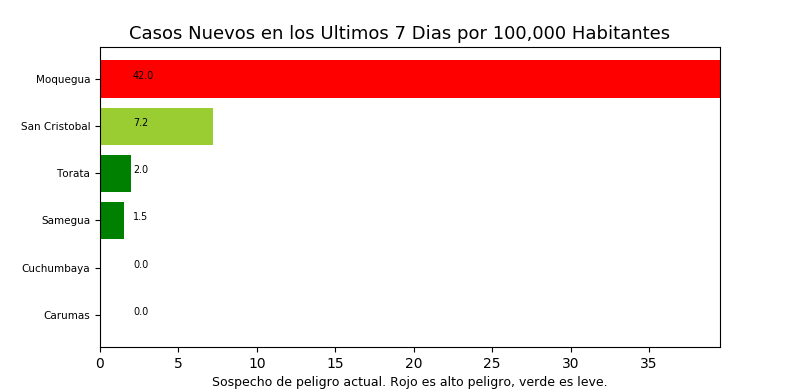 Casos Nuevos en los Ultimos 7 Dias por 100,000 Habitantes
Moquegua 42.0
San Cristobal 7.2
Torata 2.0
Samegua 1.5
Cuchumbaya 0.0
Carumas 0.0
0 5 10 15 20 25 30 35
Sospecho de peligro actual. Rojo es alto peligro, verde es leve.